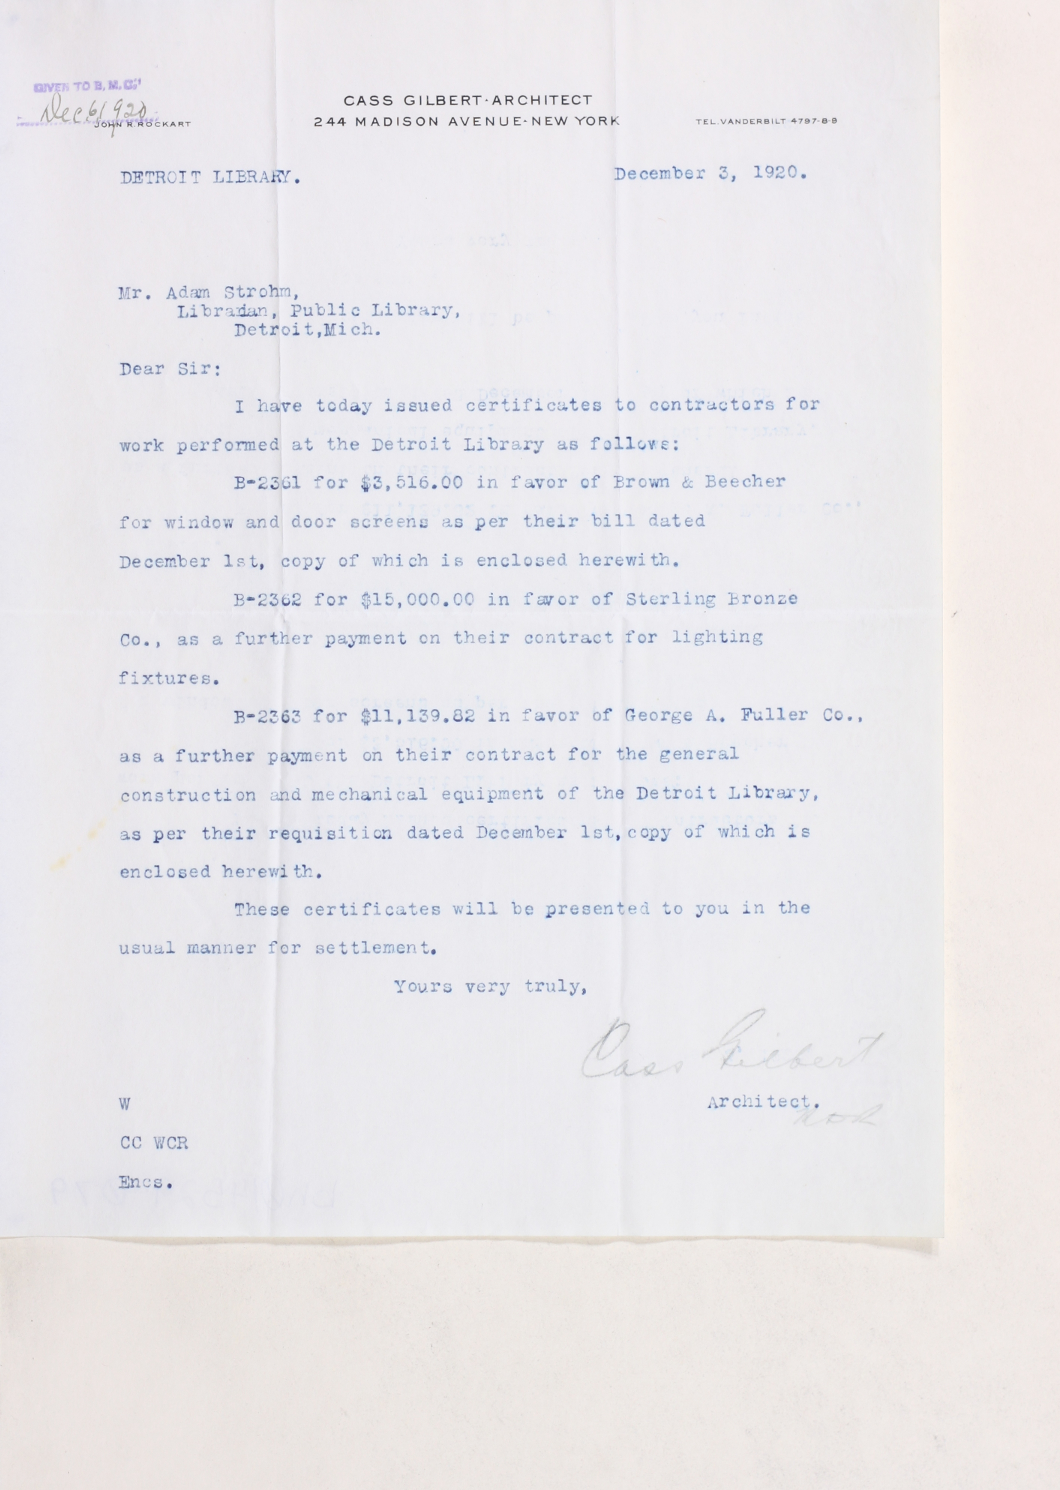 GIVEN TO B. M. C.
Dec 6 1920
JOHN R. ROCKART
CASS GILBERT·ARCHITECT
244 MADISON AVENUE·NEW YORK
TEL. VANDERBILT 4797-8-9
DETROIT LIBRARY.
December 3, 1920.
Mr. Adam Strohm,
Librarian, Public Library,
Detroit,Mich.
Dear Sir:
I have today issued certificates to contractors for
work performed at the Detroit Library as follows:
B-2361 for $3,516.00 in favor of Brown & Beecher
for window and door screens as per their bill dated
December 1st, copy of which is enclosed herewith.
B-2362 for $15,000.00 in favor of Sterling Bronze
Co., as a further payment on their contract for lighting
fixtures.
B-2363 for $11,139.82 in favor of George A. Fuller Co.,
as a further payment on their contract for the general
construction and mechanical equipment of the Detroit Library,
as per their requisition dated December 1st,copy of which is
enclosed herewith.
These certificates will be presented to you in the
usual manner for settlement.
Yours very truly,
Cass Gilbert
Architect.
W
CC WCR
Encs.